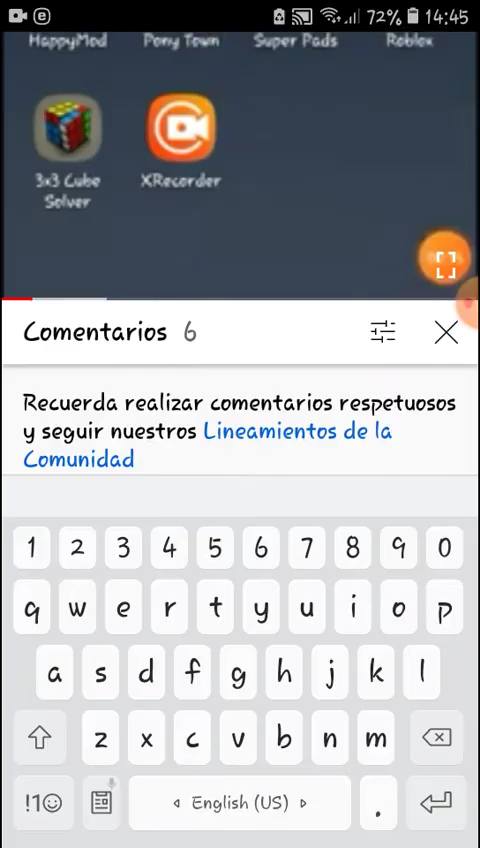 72% 14:45
HappyMod Pony Town Super Pads Roblox
3x3 Cube Solver XRecorder
Comentarios 6
Recuerda realizar comentarios respetuosos
y seguir nuestros Lineamientos de la
Comunidad
1 2 3 4 5 6 7 8 9 0
q w e r t y u i o p
a s d f g h j k l
z x c v b n m
!1☺ English (US) .